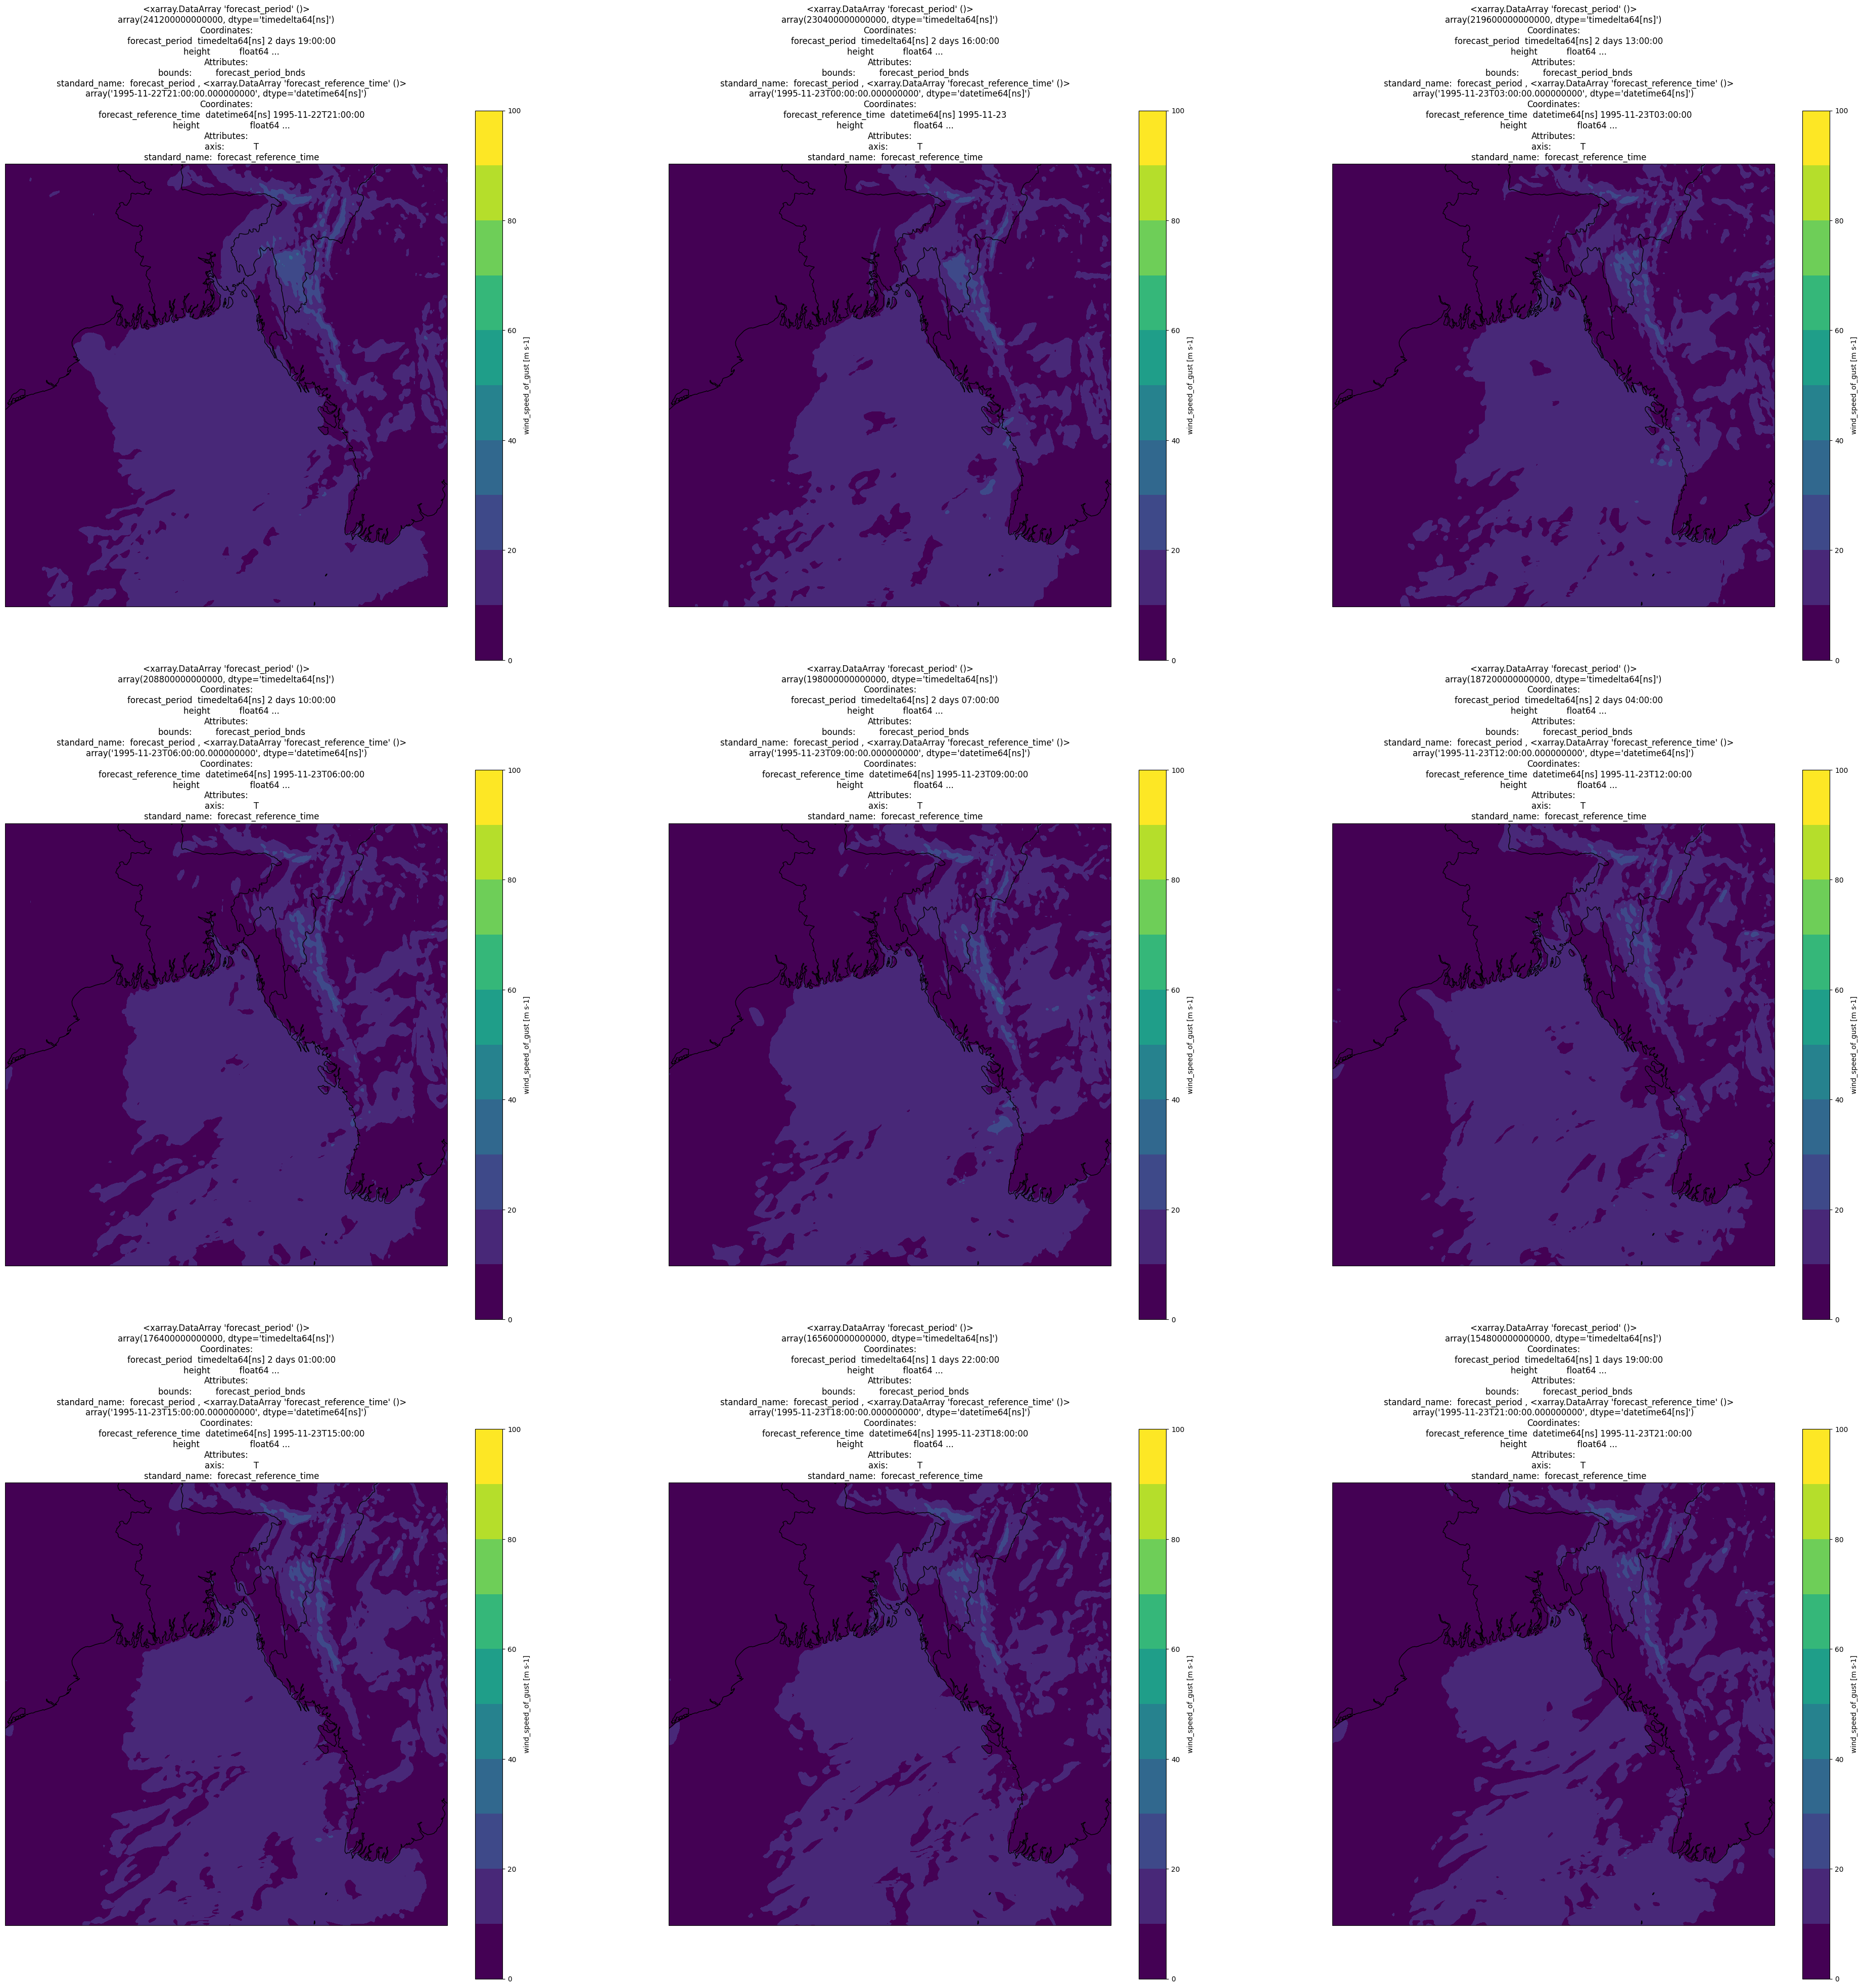 <xarray.DataArray 'forecast_period' ()>
array(241200000000000, dtype='timedelta64[ns]')
Coordinates:
forecast_period  timedelta64[ns] 2 days 19:00:00
height           float64 ...
Attributes:
bounds:         forecast_period_bnds
standard_name:  forecast_period , <xarray.DataArray 'forecast_reference_time' ()>
array('1995-11-22T21:00:00.000000000', dtype='datetime64[ns]')
Coordinates:
forecast_reference_time  datetime64[ns] 1995-11-22T21:00:00
height                   float64 ...
Attributes:
axis:           T
standard_name:  forecast_reference_time
100
80
60
40
20
0
wind_speed_of_gust [m s-1]
<xarray.DataArray 'forecast_period' ()>
array(230400000000000, dtype='timedelta64[ns]')
Coordinates:
forecast_period  timedelta64[ns] 2 days 16:00:00
height           float64 ...
Attributes:
bounds:         forecast_period_bnds
standard_name:  forecast_period , <xarray.DataArray 'forecast_reference_time' ()>
array('1995-11-23T00:00:00.000000000', dtype='datetime64[ns]')
Coordinates:
forecast_reference_time  datetime64[ns] 1995-11-23
height                   float64 ...
Attributes:
axis:           T
standard_name:  forecast_reference_time
100
80
60
40
20
0
wind_speed_of_gust [m s-1]
<xarray.DataArray 'forecast_period' ()>
array(219600000000000, dtype='timedelta64[ns]')
Coordinates:
forecast_period  timedelta64[ns] 2 days 13:00:00
height           float64 ...
Attributes:
bounds:         forecast_period_bnds
standard_name:  forecast_period , <xarray.DataArray 'forecast_reference_time' ()>
array('1995-11-23T03:00:00.000000000', dtype='datetime64[ns]')
Coordinates:
forecast_reference_time  datetime64[ns] 1995-11-23T03:00:00
height                   float64 ...
Attributes:
axis:           T
standard_name:  forecast_reference_time
100
80
60
40
20
0
wind_speed_of_gust [m s-1]
<xarray.DataArray 'forecast_period' ()>
array(208800000000000, dtype='timedelta64[ns]')
Coordinates:
forecast_period  timedelta64[ns] 2 days 10:00:00
height           float64 ...
Attributes:
bounds:         forecast_period_bnds
standard_name:  forecast_period , <xarray.DataArray 'forecast_reference_time' ()>
array('1995-11-23T06:00:00.000000000', dtype='datetime64[ns]')
Coordinates:
forecast_reference_time  datetime64[ns] 1995-11-23T06:00:00
height                   float64 ...
Attributes:
axis:           T
standard_name:  forecast_reference_time
100
80
60
40
20
0
wind_speed_of_gust [m s-1]
<xarray.DataArray 'forecast_period' ()>
array(198000000000000, dtype='timedelta64[ns]')
Coordinates:
forecast_period  timedelta64[ns] 2 days 07:00:00
height           float64 ...
Attributes:
bounds:         forecast_period_bnds
standard_name:  forecast_period , <xarray.DataArray 'forecast_reference_time' ()>
array('1995-11-23T09:00:00.000000000', dtype='datetime64[ns]')
Coordinates:
forecast_reference_time  datetime64[ns] 1995-11-23T09:00:00
height                   float64 ...
Attributes:
axis:           T
standard_name:  forecast_reference_time
100
80
60
40
20
0
wind_speed_of_gust [m s-1]
<xarray.DataArray 'forecast_period' ()>
array(187200000000000, dtype='timedelta64[ns]')
Coordinates:
forecast_period  timedelta64[ns] 2 days 04:00:00
height           float64 ...
Attributes:
bounds:         forecast_period_bnds
standard_name:  forecast_period , <xarray.DataArray 'forecast_reference_time' ()>
array('1995-11-23T12:00:00.000000000', dtype='datetime64[ns]')
Coordinates:
forecast_reference_time  datetime64[ns] 1995-11-23T12:00:00
height                   float64 ...
Attributes:
axis:           T
standard_name:  forecast_reference_time
100
80
60
40
20
0
wind_speed_of_gust [m s-1]
<xarray.DataArray 'forecast_period' ()>
array(176400000000000, dtype='timedelta64[ns]')
Coordinates:
forecast_period  timedelta64[ns] 2 days 01:00:00
height           float64 ...
Attributes:
bounds:         forecast_period_bnds
standard_name:  forecast_period , <xarray.DataArray 'forecast_reference_time' ()>
array('1995-11-23T15:00:00.000000000', dtype='datetime64[ns]')
Coordinates:
forecast_reference_time  datetime64[ns] 1995-11-23T15:00:00
height                   float64 ...
Attributes:
axis:           T
standard_name:  forecast_reference_time
100
80
60
40
20
0
wind_speed_of_gust [m s-1]
<xarray.DataArray 'forecast_period' ()>
array(165600000000000, dtype='timedelta64[ns]')
Coordinates:
forecast_period  timedelta64[ns] 1 days 22:00:00
height           float64 ...
Attributes:
bounds:         forecast_period_bnds
standard_name:  forecast_period , <xarray.DataArray 'forecast_reference_time' ()>
array('1995-11-23T18:00:00.000000000', dtype='datetime64[ns]')
Coordinates:
forecast_reference_time  datetime64[ns] 1995-11-23T18:00:00
height                   float64 ...
Attributes:
axis:           T
standard_name:  forecast_reference_time
100
80
60
40
20
0
wind_speed_of_gust [m s-1]
<xarray.DataArray 'forecast_period' ()>
array(154800000000000, dtype='timedelta64[ns]')
Coordinates:
forecast_period  timedelta64[ns] 1 days 19:00:00
height           float64 ...
Attributes:
bounds:         forecast_period_bnds
standard_name:  forecast_period , <xarray.DataArray 'forecast_reference_time' ()>
array('1995-11-23T21:00:00.000000000', dtype='datetime64[ns]')
Coordinates:
forecast_reference_time  datetime64[ns] 1995-11-23T21:00:00
height                   float64 ...
Attributes:
axis:           T
standard_name:  forecast_reference_time
100
80
60
40
20
0
wind_speed_of_gust [m s-1]